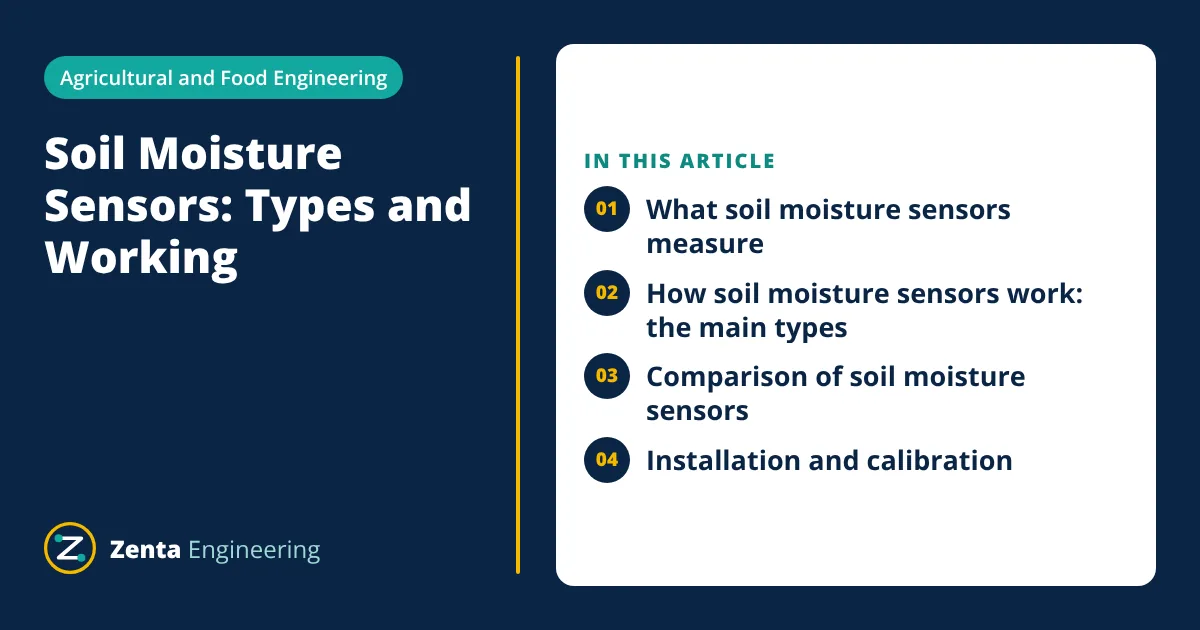 Agricultural and Food Engineering
Soil Moisture
Sensors: Types and
Working
Zenta Engineering
IN THIS ARTICLE
01 What soil moisture sensors
measure
02 How soil moisture sensors work:
the main types
03 Comparison of soil moisture
sensors
04 Installation and calibration